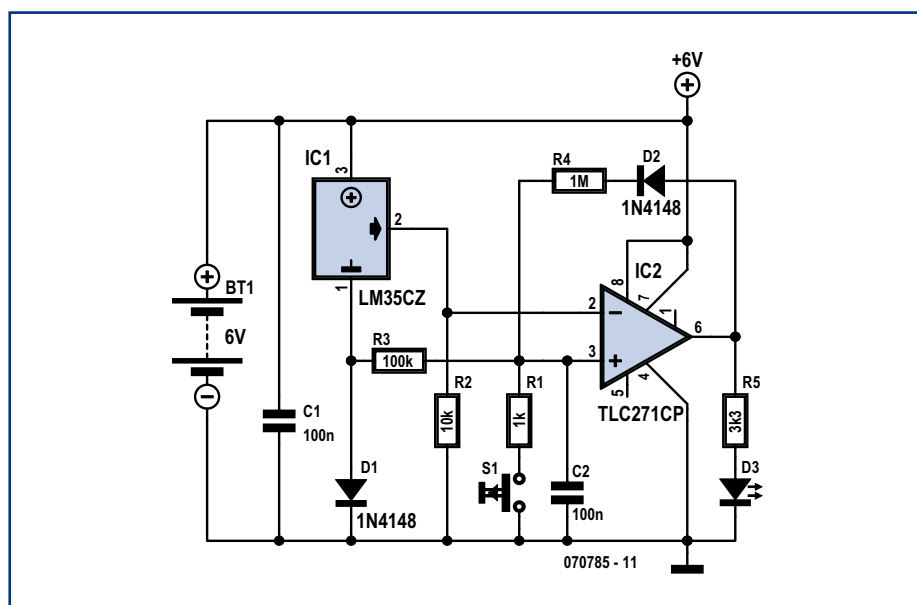 +6V
IC1
3
2
1
LM35CZ
R4
1M
D2
1N4148
BT1
6V
C1
100n
R3
100k
D1
1N4148
R2
10k
R1
1k
S1
C2
100n
IC2
8
7
1
2
3
6
5
4
TLC271CP
R5
3k3
D3
070785 - 11